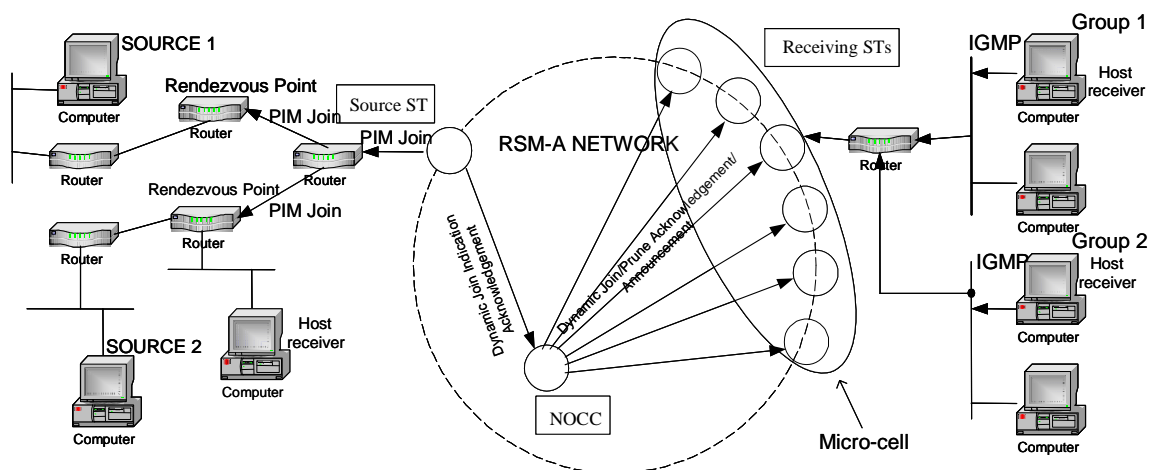 SOURCE 1
Computer
Rendezvous Point
Router
PIM Join
Router
Source ST
PIM Join
Router
Rendezvous Point
PIM Join
Router
Router
SOURCE 2
Computer
Host
receiver
Computer
RSM-A NETWORK
Dynamic Join Indication
Acknowledgement
Dynamic Join/Prune Acknowledgement/
Announcement
NOCC
Receiving STs
Micro-cell
Router
Group 1
IGMP
Host
receiver
Computer
Computer
Group 2
IGMP
Host
receiver
Computer
Computer